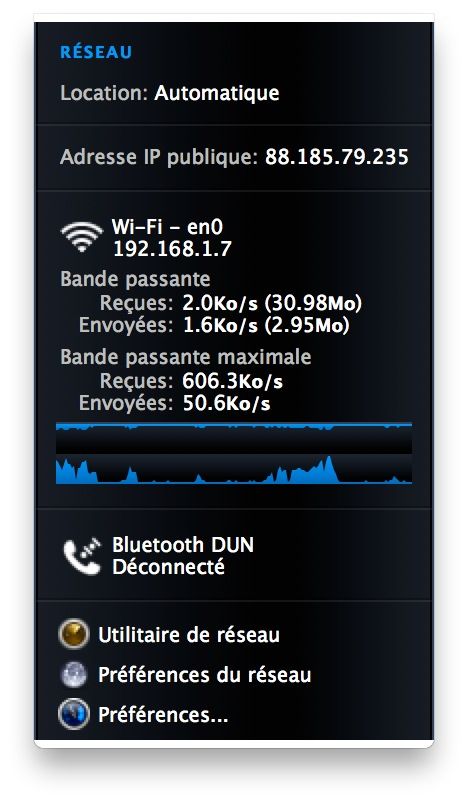 RÉSEAU
Location: Automatique
Adresse IP publique: 88.185.79.235
Wi-Fi - en0
192.168.1.7
Bande passante
Reçues: 2.0Ko/s (30.98Mo)
Envoyées: 1.6Ko/s (2.95Mo)
Bande passante maximale
Reçues: 606.3Ko/s
Envoyées: 50.6Ko/s
Bluetooth DUN
Déconnecté
Utilitaire de réseau
Préférences du réseau
Préférences...